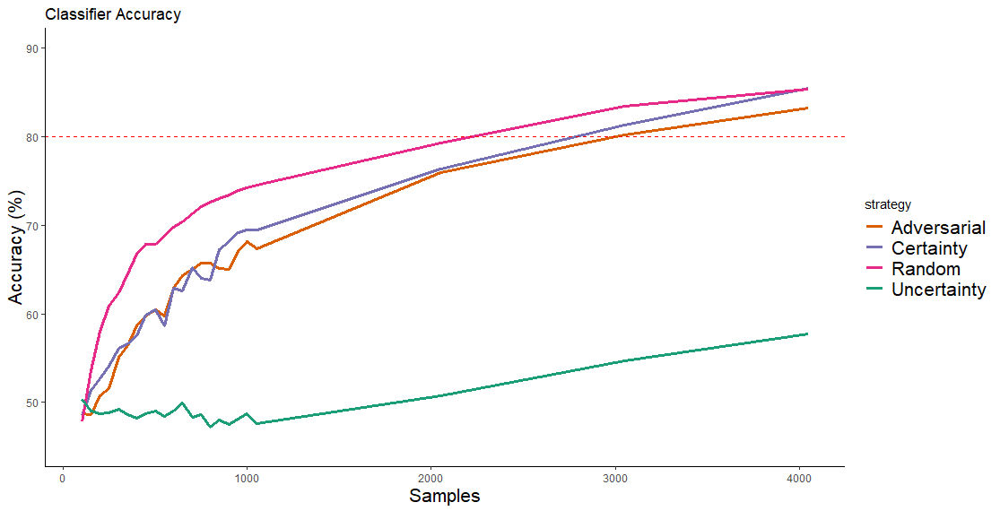 Classifier Accuracy
Accuracy (%)
90
80
70
60
50
0
1000
2000
3000
4000
Samples
strategy
Adversarial
Certainty
Random
Uncertainty